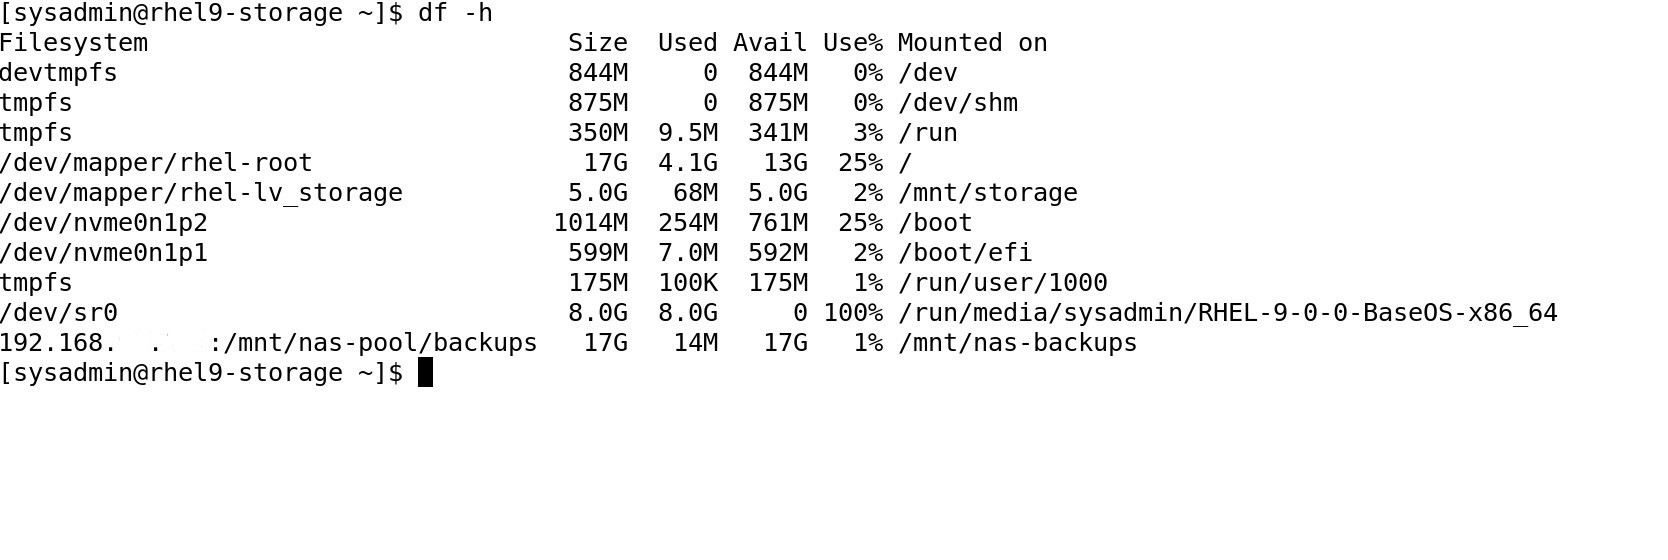 [sysadmin@rhel9-storage ~]$ df -h
Filesystem                            Size  Used Avail Use% Mounted on
devtmpfs                              844M     0  844M   0% /dev
tmpfs                                 875M     0  875M   0% /dev/shm
tmpfs                                 350M  9.5M  341M   3% /run
/dev/mapper/rhel-root                  17G  4.1G   13G  25% /
/dev/mapper/rhel-lv_storage           5.0G   68M  5.0G   2% /mnt/storage
/dev/nvme0n1p2                       1014M  254M  761M  25% /boot
/dev/nvme0n1p1                        599M  7.0M  592M   2% /boot/efi
tmpfs                                 175M  100K  175M   1% /run/user/1000
/dev/sr0                              8.0G  8.0G     0 100% /run/media/sysadmin/RHEL-9-0-0-BaseOS-x86_64
192.168.  .   :/mnt/nas-pool/backups   17G   14M   17G   1% /mnt/nas-backups
[sysadmin@rhel9-storage ~]$